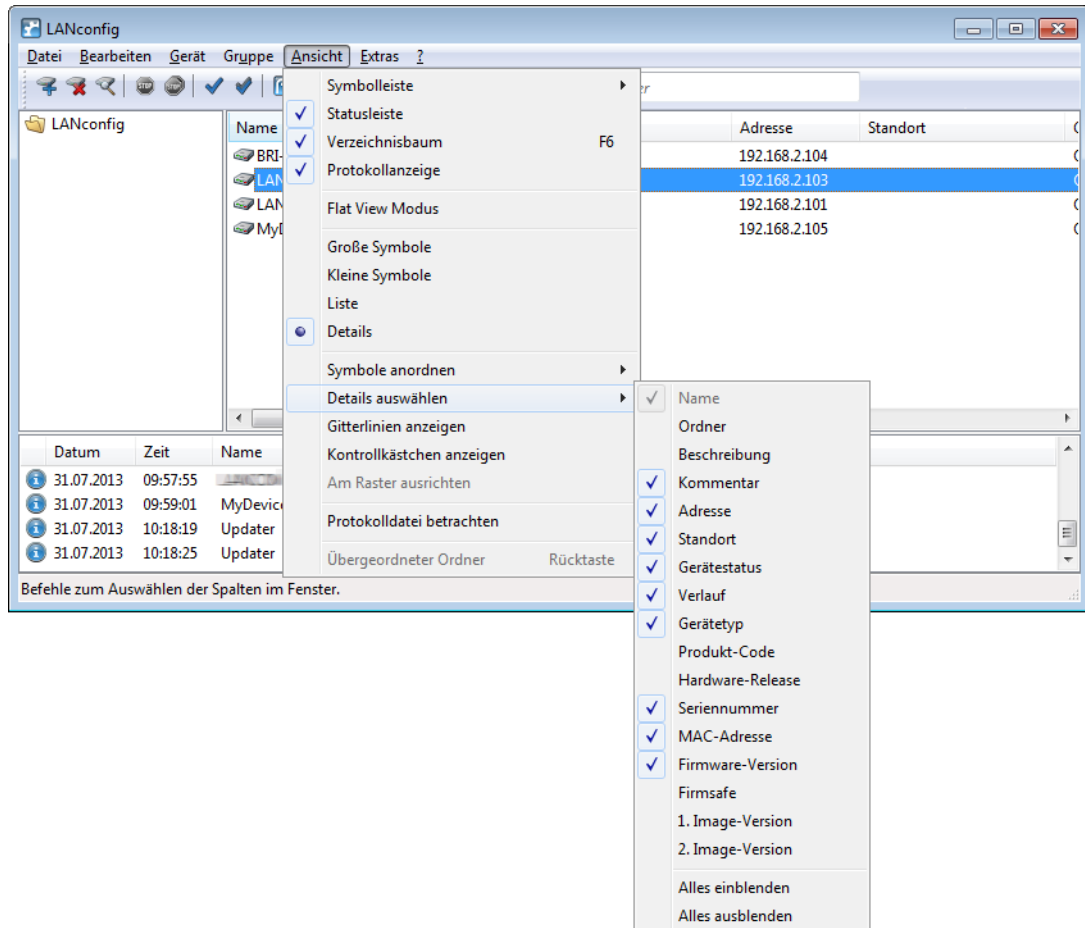 LANconfig
Datei Bearbeiten Gerät Gruppe Ansicht Extras ?
LANconfig
Name Adresse Standort
BRI- 192.168.2.104
LAN 192.168.2.103
LAN 192.168.2.101
MyD 192.168.2.105
Symbolleiste
Statusleiste
Verzeichnisbaum F6
Protokollanzeige
Flat View Modus
Große Symbole
Kleine Symbole
Liste
Details
Symbole anordnen
Details auswählen
Gitterlinien anzeigen
Kontrollkästchen anzeigen
Am Raster ausrichten
Protokolldatei betrachten
Übergeordneter Ordner Rücktaste
Name
Ordner
Beschreibung
Kommentar
Adresse
Standort
Gerätestatus
Verlauf
Gerätetyp
Produkt-Code
Hardware-Release
Seriennummer
MAC-Adresse
Firmware-Version
Firmsafe
1. Image-Version
2. Image-Version
Alles einblenden
Alles ausblenden
Datum Zeit Name
31.07.2013 09:57:55
31.07.2013 09:59:01 MyDevice
31.07.2013 10:18:19 Updater
31.07.2013 10:18:25 Updater
Befehle zum Auswählen der Spalten im Fenster.